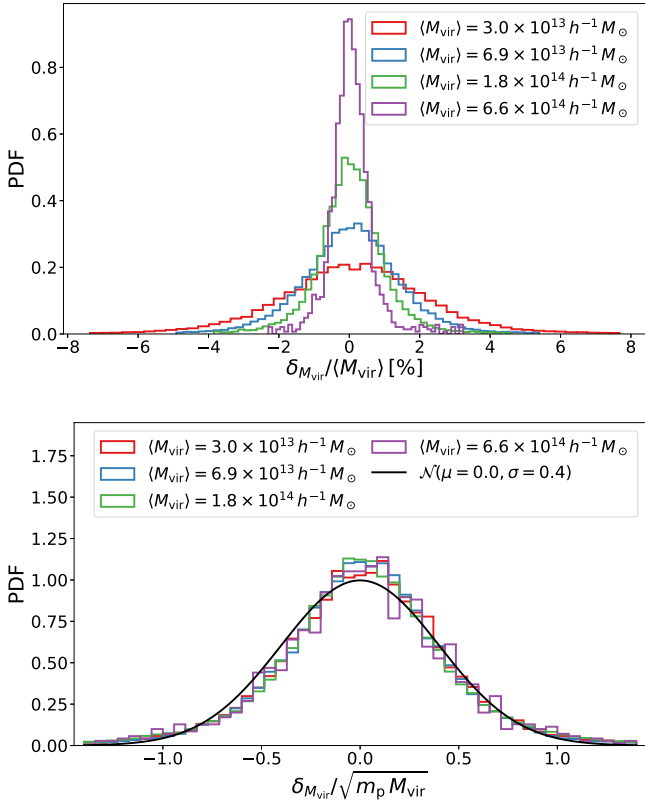 ⟨M_vir⟩ = 3.0 × 10^13 h^−1 M_⊙
⟨M_vir⟩ = 6.9 × 10^13 h^−1 M_⊙
⟨M_vir⟩ = 1.8 × 10^14 h^−1 M_⊙
⟨M_vir⟩ = 6.6 × 10^14 h^−1 M_⊙
0.8
0.6
0.4
0.2
0.0
PDF
−8 −6 −4 −2 0 2 4 6 8
δ_M_vir/⟨M_vir⟩ [%]
⟨M_vir⟩ = 3.0 × 10^13 h^−1 M_⊙
⟨M_vir⟩ = 6.9 × 10^13 h^−1 M_⊙
⟨M_vir⟩ = 1.8 × 10^14 h^−1 M_⊙
⟨M_vir⟩ = 6.6 × 10^14 h^−1 M_⊙
𝒩(μ = 0.0, σ = 0.4)
1.75
1.50
1.25
1.00
0.75
0.50
0.25
0.00
PDF
−1.0 −0.5 0.0 0.5 1.0
δ_M_vir/√(m_p M_vir)